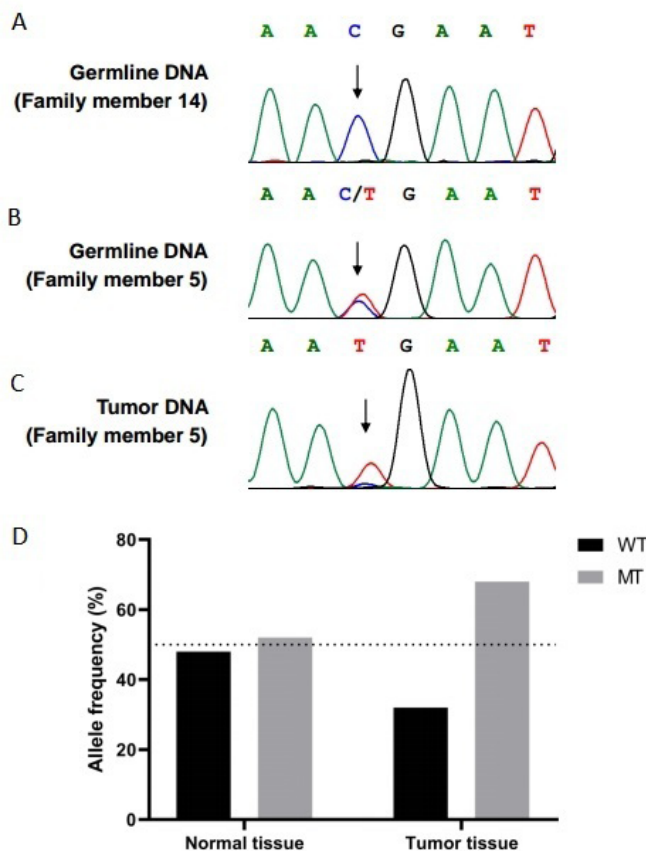 A
A A C G A A T
Germline DNA
(Family member 14)
A A C/T G A A T
B
Germline DNA
(Family member 5)
A A T G A A T
C
Tumor DNA
(Family member 5)
D
Allele frequency (%)
80
60
40
20
0
Normal tissue Tumor tissue
WT
MT